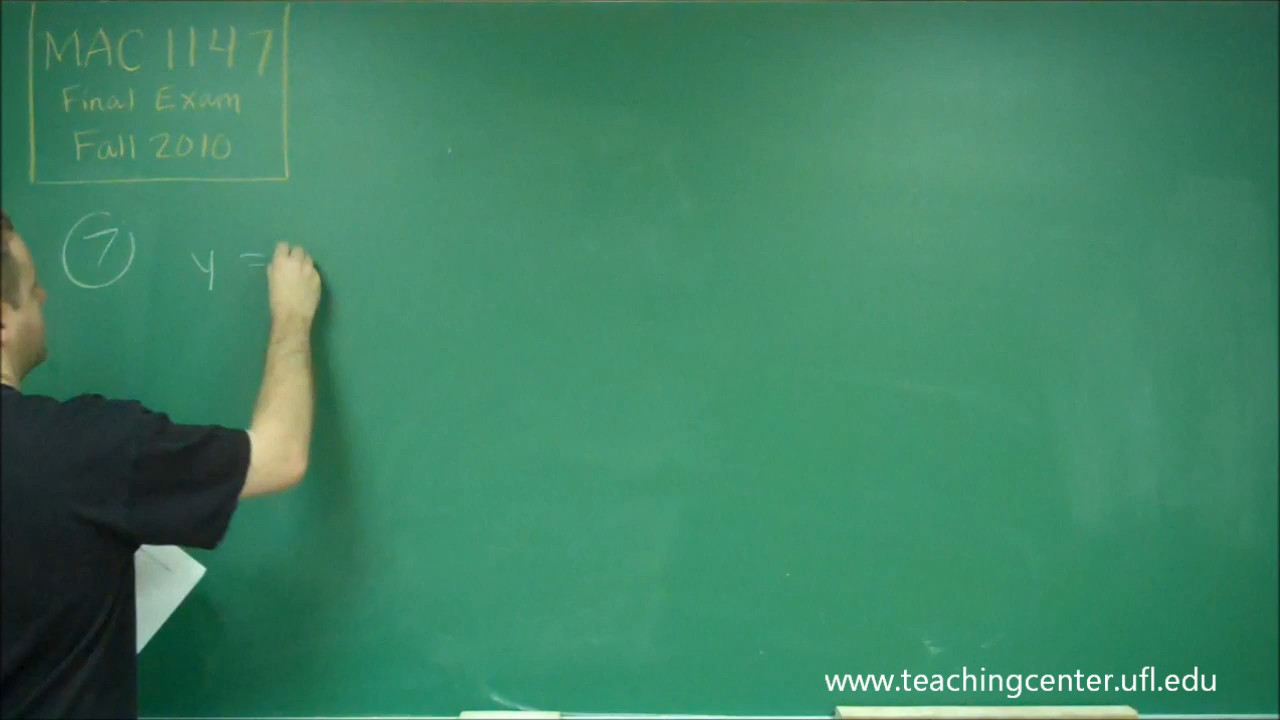 MAC 1147
Final Exam
Fall 2010
7 y =
www.teachingcenter.ufl.edu